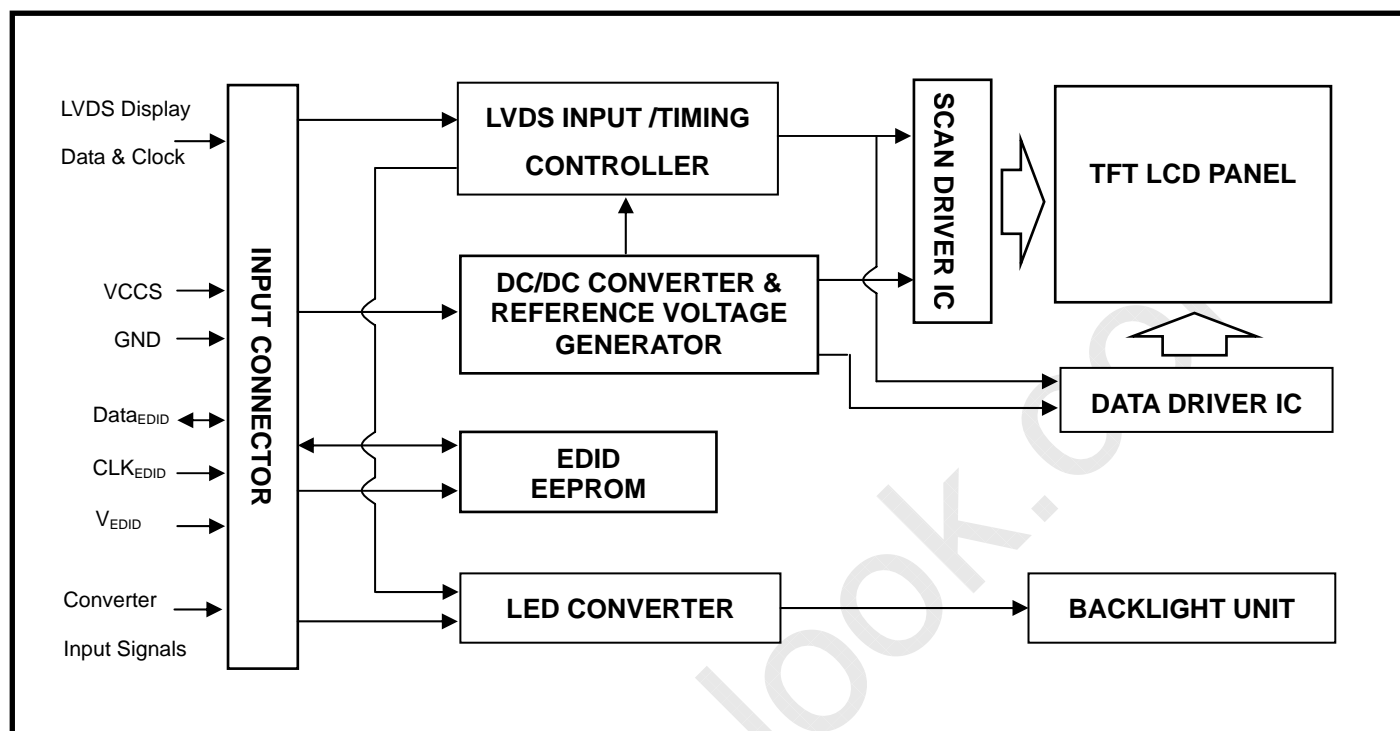 LVDS Display
Data & Clock
VCCS
GND
DataEDID
CLKEDID
VEDID
Converter
Input Signals
INPUT CONNECTOR
LVDS INPUT /TIMING
CONTROLLER
DC/DC CONVERTER &
REFERENCE VOLTAGE
GENERATOR
EDID
EEPROM
LED CONVERTER
SCAN DRIVER IC
TFT LCD PANEL
DATA DRIVER IC
BACKLIGHT UNIT